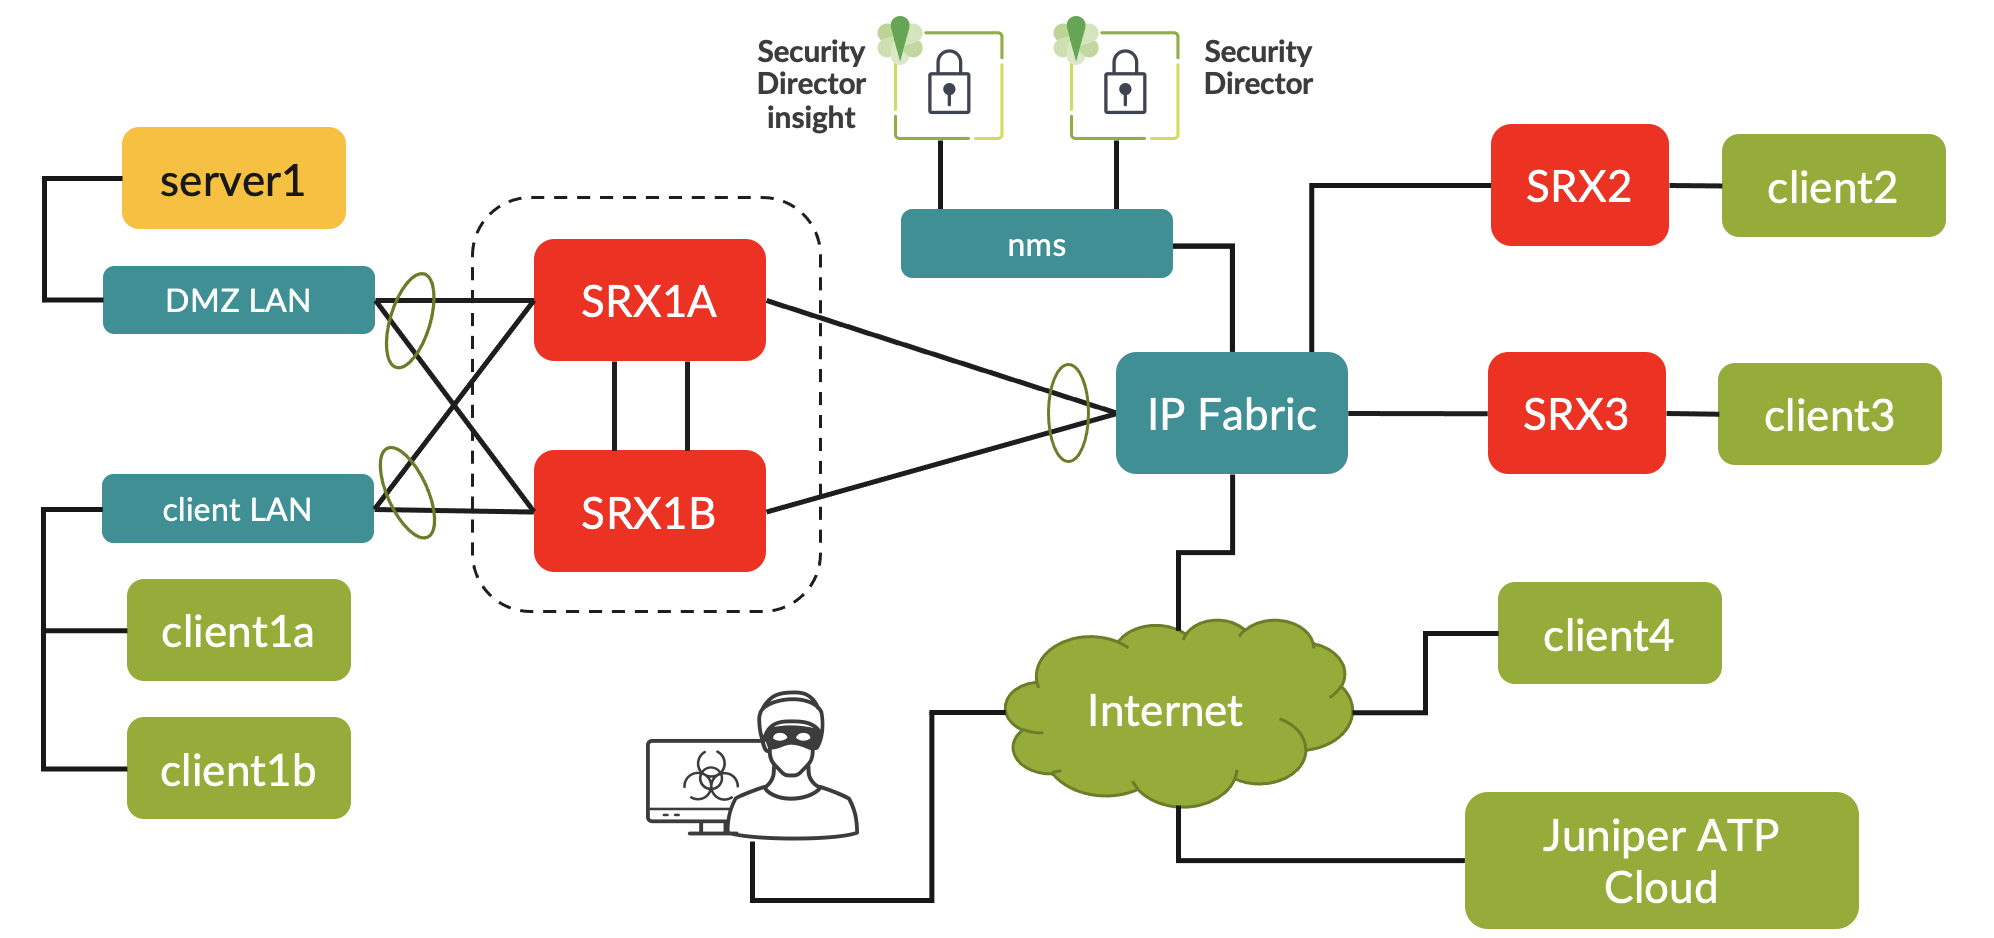 Security
Director
insight
Security
Director
server1
SRX2
client2
DMZ LAN
SRX1A
nms
IP Fabric
SRX3
client3
client LAN
SRX1B
client1a
client4
client1b
Internet
Juniper ATP
Cloud